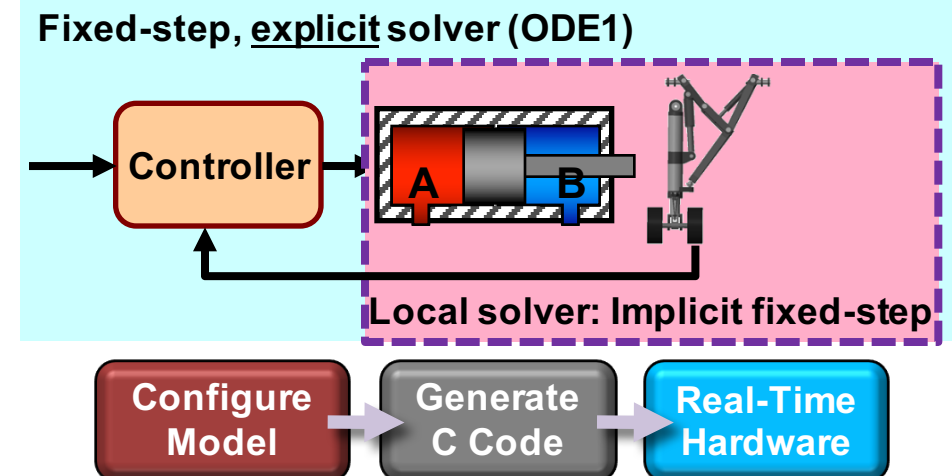 Fixed-step, explicit solver (ODE1)
Controller
A
B
Local solver: Implicit fixed-step
Configure
Model
Generate
C Code
Real-Time
Hardware